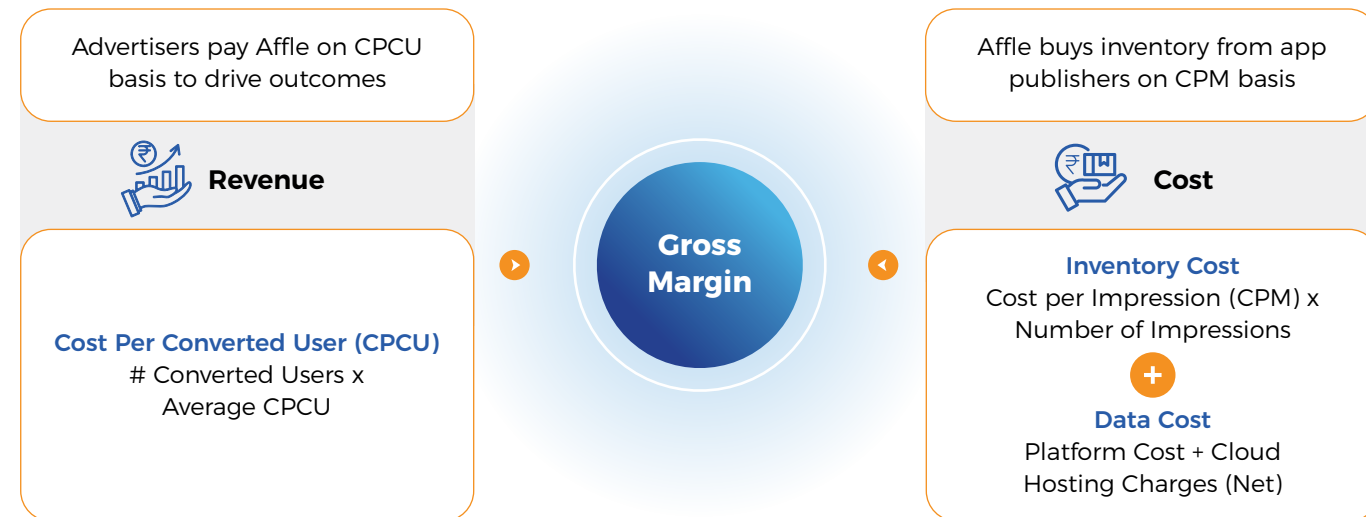 Advertisers pay Affle on CPCU
basis to drive outcomes
₹
Revenue
Cost Per Converted User (CPCU)
# Converted Users x
Average CPCU
Gross
Margin
Affle buys inventory from app
publishers on CPM basis
₹
Cost
Inventory Cost
Cost per Impression (CPM) x
Number of Impressions
+
Data Cost
Platform Cost + Cloud
Hosting Charges (Net)